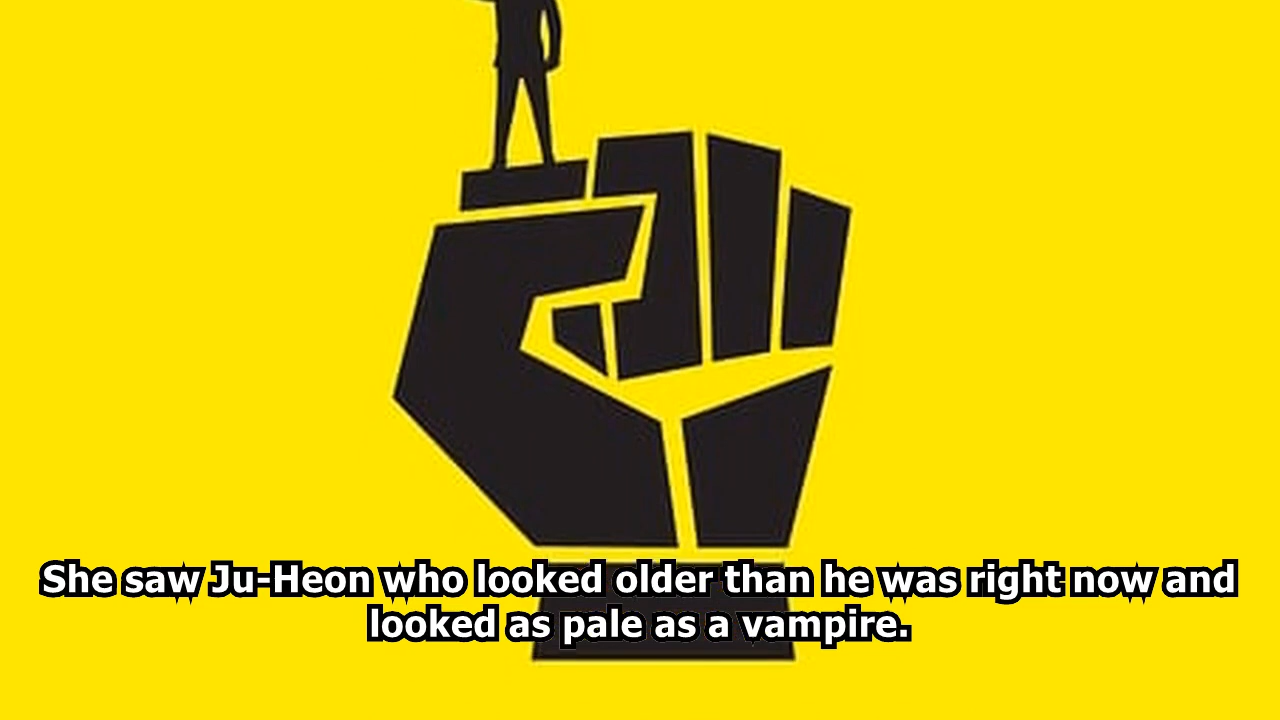 She saw Ju-Heon who looked older than he was right now and
looked as pale as a vampire.